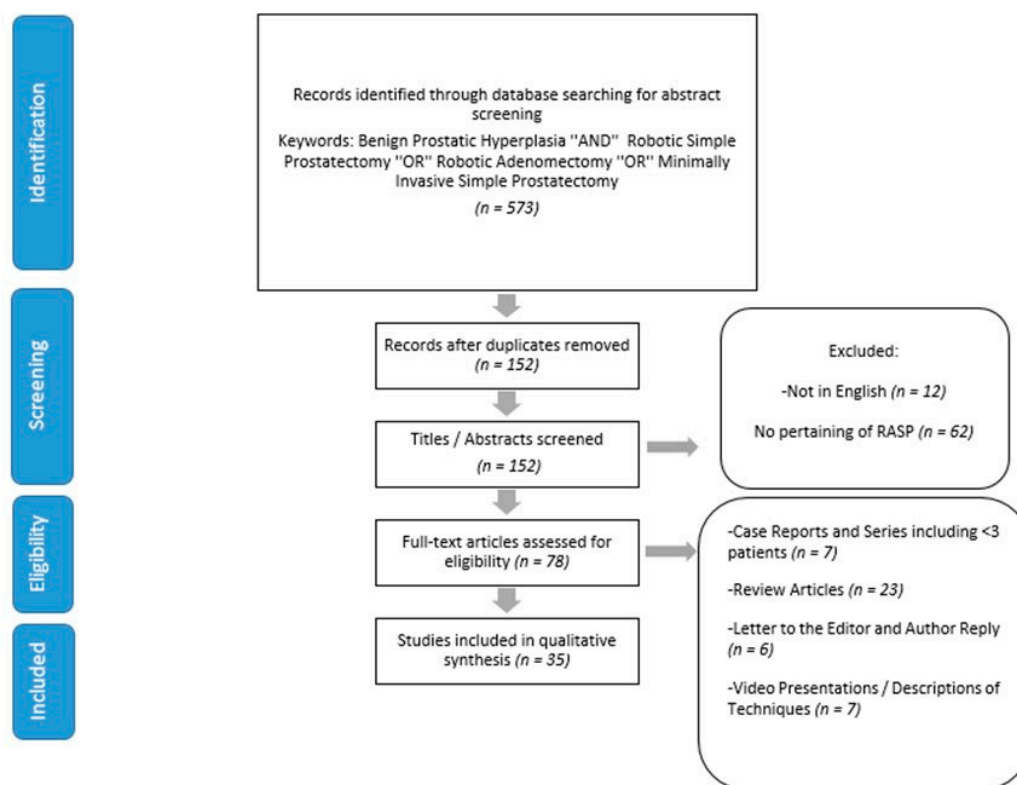 Identification
Records identified through database searching for abstract
screening
Keywords: Benign Prostatic Hyperplasia "AND" Robotic Simple
Prostatectomy "OR" Robotic Adenomectomy "OR" Minimally
Invasive Simple Prostatectomy
(n = 573)
Screening
Records after duplicates removed
(n = 152)
Titles / Abstracts screened
(n = 152)
Excluded:
-Not in English (n = 12)
No pertaining of RASP (n = 62)
Eligibility
Full-text articles assessed for
eligibility (n = 78)
-Case Reports and Series including <3
patients (n = 7)
-Review Articles (n = 23)
-Letter to the Editor and Author Reply
(n = 6)
-Video Presentations / Descriptions of
Techniques (n = 7)
Included
Studies included in qualitative
synthesis (n = 35)